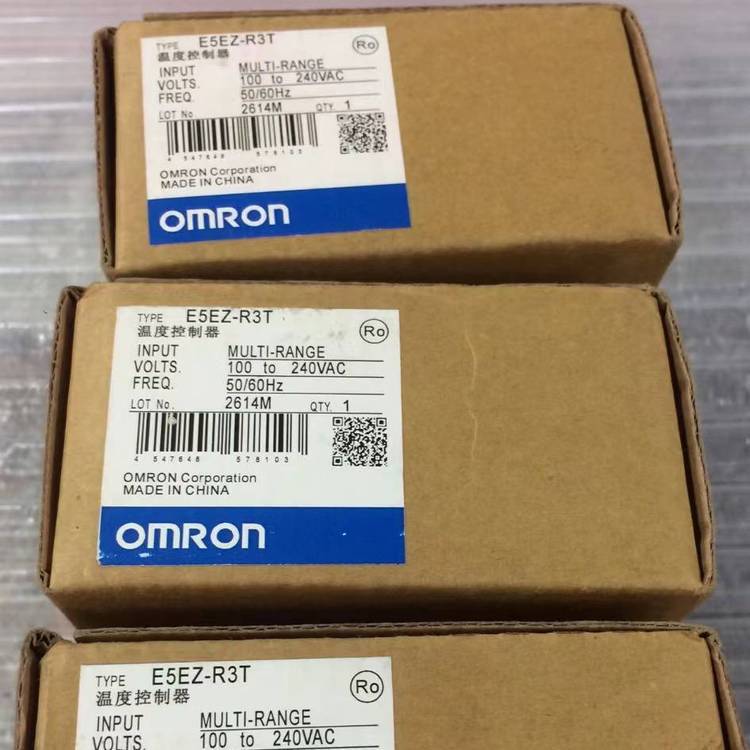 TYPE E5EZ-R3T
温度控制器
Ro
INPUT MULTI-RANGE
VOLTS. 100 to 240VAC
FREQ. 50/60Hz
LOT No 2614M QTY. 1
4 547648 578103
OMRON Corporation
MADE IN CHINA
OMRON
TYPE E5EZ-R3T
温度控制器
Ro
INPUT MULTI-RANGE
VOLTS. 100 to 240VAC
FREQ. 50/60Hz
LOT No. 2614M QTY. 1
4 547648 578103
OMRON Corporation
MADE IN CHINA
OMRON
TYPE E5EZ-R3T
温度控制器
Ro
INPUT MULTI-RANGE
VOLTS. 100 to 240VAC